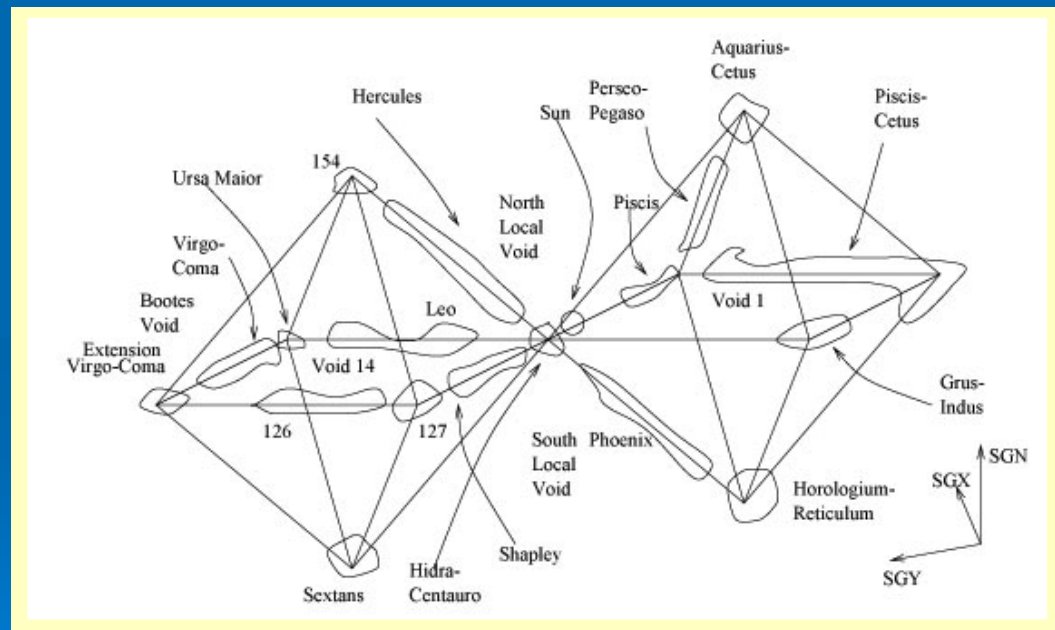 Aquarius-
Cetus
Hercules
Perseo-
Pegaso
Sun
Piscis-
Cetus
154
Ursa Maior
North
Local
Void
Piscis
Virgo-
Coma
Bootes
Void
Leo
Void 1
Extension
Virgo-Coma
Void 14
Grus-
Indus
126
127
South
Local
Void
Phoenix
SGN
SGX
Horologium-
Reticulum
Shapley
SGY
Hidra-
Centauro
Sextans